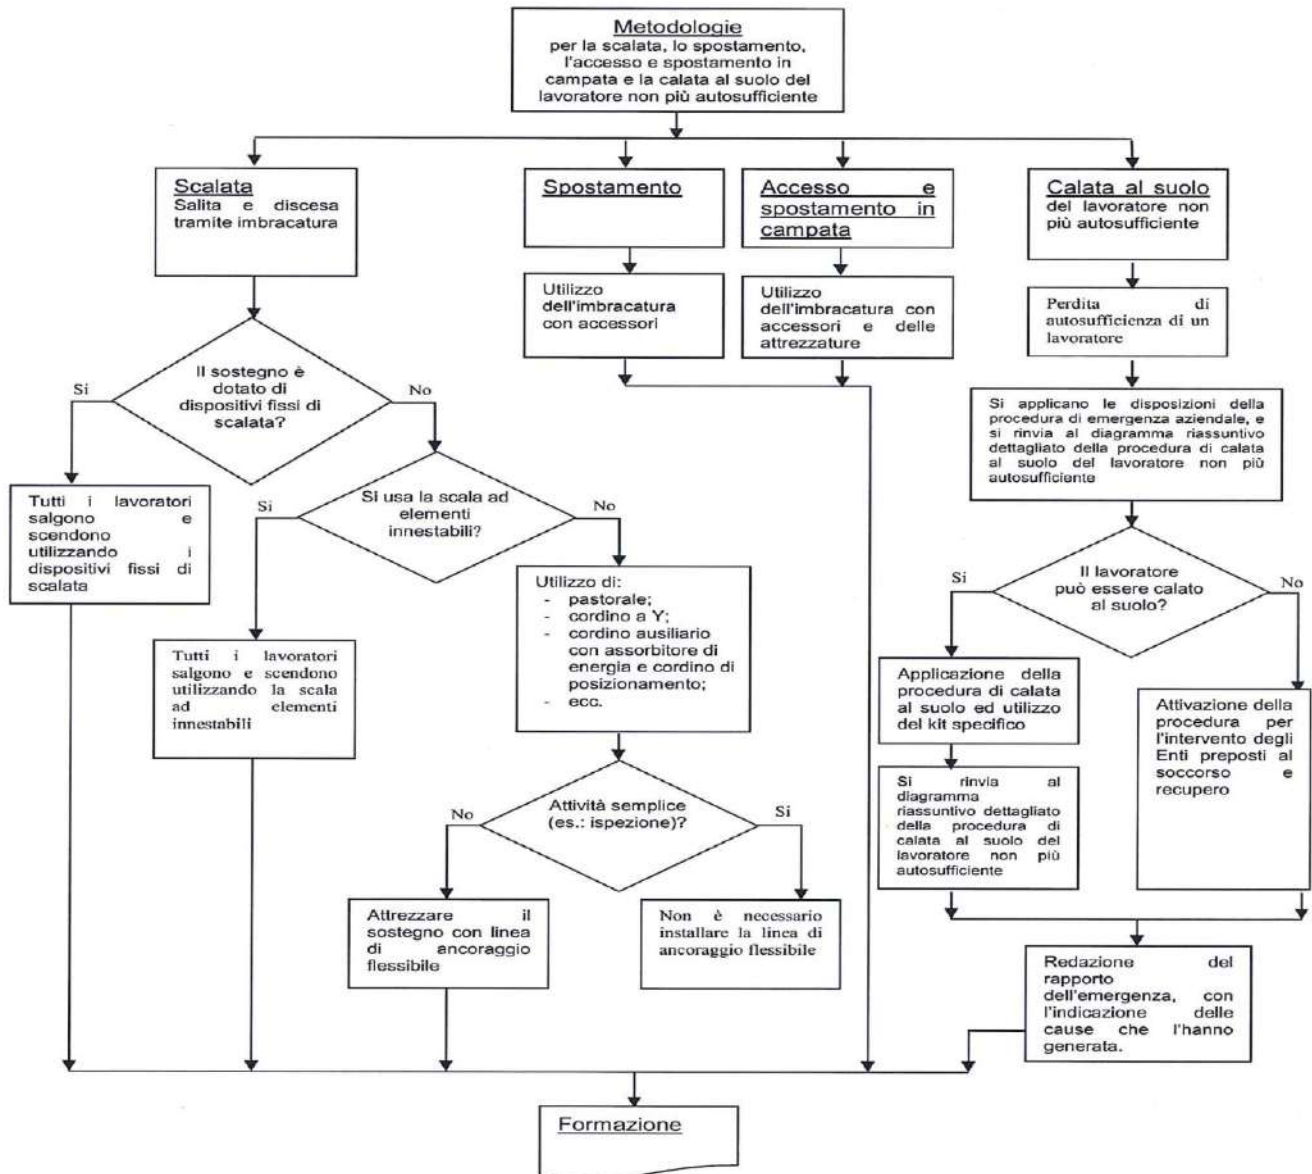 Metodologie
per la scalata, lo spostamento,
l'accesso e spostamento in
campata e la calata al suolo del
lavoratore non più autosufficiente
Scalata
Salita e discesa
tramite imbracatura
Spostamento
Accesso e
spostamento in
campata
Calata al suolo
del lavoratore non
più autosufficiente
Utilizzo
dell'imbracatura
con accessori
Utilizzo
dell'imbracatura con
accessori e delle
attrezzature
Perdita di
autosufficienza di un
lavoratore
Il sostegno è
dotato di
dispositivi fissi di
scalata?
Si
No
Si applicano le disposizioni della
procedura di emergenza aziendale, e
si rinvia al diagramma riassuntivo
dettagliato della procedura di calata
al suolo del lavoratore non più
autosufficiente
Tutti i lavoratori
salgono e
scendono
utilizzando i
dispositivi fissi di
scalata
Si usa la scala ad
elementi
innestabili?
Si
No
Il lavoratore
può essere calato
al suolo?
Si
No
Tutti i lavoratori
salgono e scendono
utilizzando la scala
ad elementi
innestabili
Utilizzo di:
- pastorale;
- cordino a Y;
- cordino ausiliario
con assorbitore di
energia e cordino di
posizionamento;
- ecc.
Applicazione della
procedura di calata
al suolo ed utilizzo
del kit specifico
Attivazione della
procedura per
l'intervento degli
Enti preposti al
soccorso e
recupero
Si rinvia al
diagramma
riassuntivo dettagliato
della procedura di
calata al suolo del
lavoratore non più
autosufficiente
Attività semplice
(es.: ispezione)?
No
Si
Attrezzare il
sostegno con linea
di ancoraggio
flessibile
Non è necessario
installare la linea di
ancoraggio flessibile
Redazione del
rapporto
dell'emergenza, con
l'indicazione delle
cause che l'hanno
generata.
Formazione